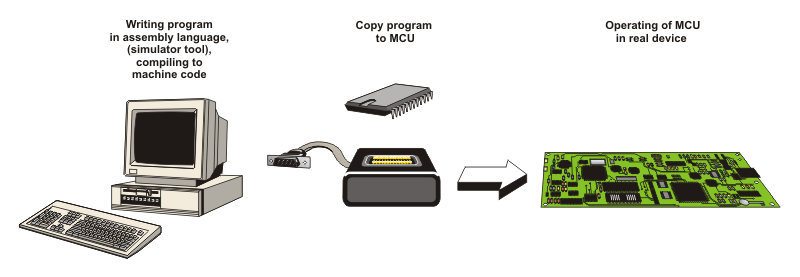 Writing program
in assembly language,
(simulator tool),
compiling to
machine code
Copy program
to MCU
Operating of MCU
in real device